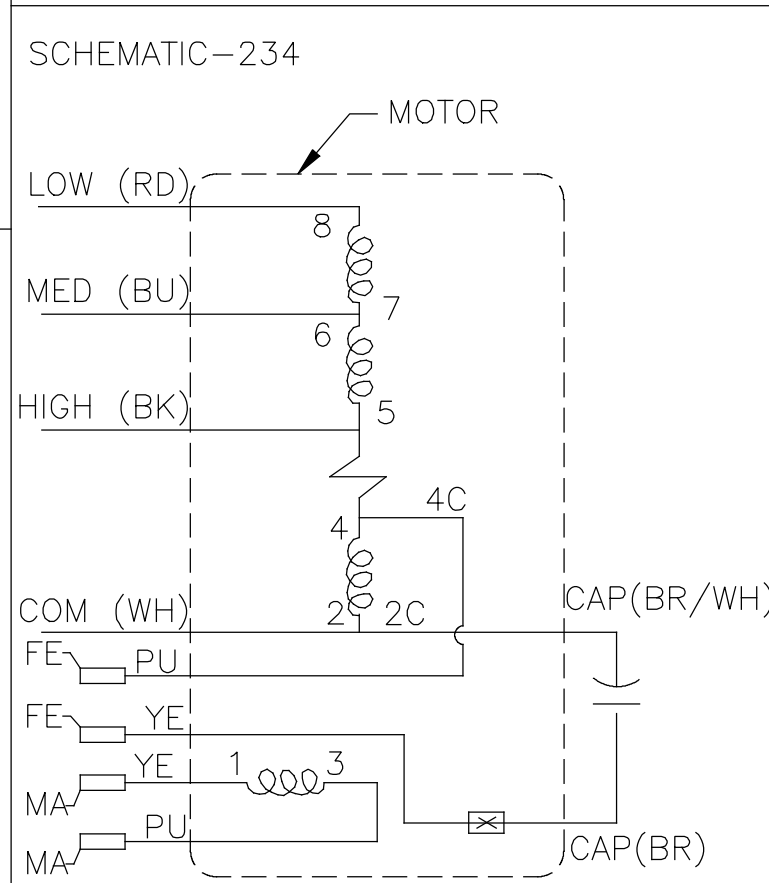 SCHEMATIC-234
MOTOR
LOW (RD)
8
MED (BU)
7
6
HIGH (BK)
5
4C
4
COM (WH)
2
2C
CAP(BR/WH)
FE
PU
FE
YE
YE
1
3
MA
PU
CAP(BR)
MA